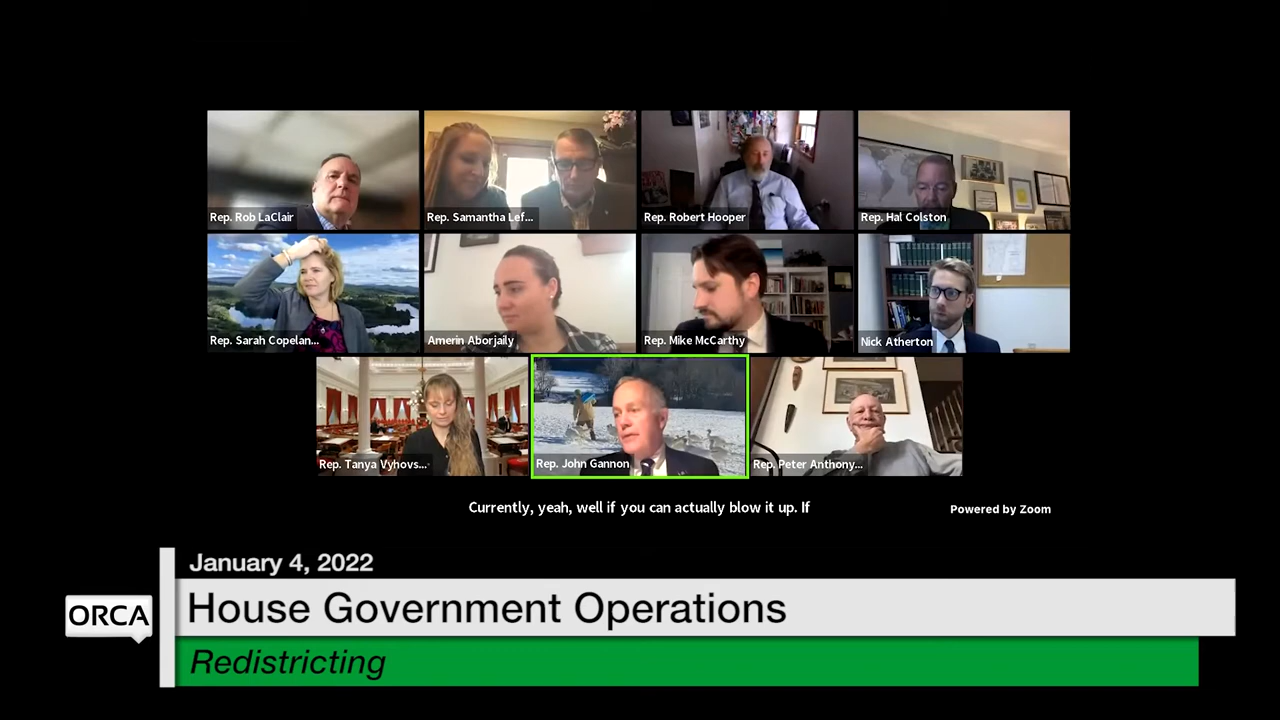 Rep. Rob LaClair
Rep. Samantha Lef...
Rep. Robert Hooper
Rep. Hal Colston
Rep. Sarah Copelan...
Amerin Aborjaily
Rep. Mike McCarthy
Nick Atherton
Rep. Tanya Vyhovs...
Rep. John Gannon
Rep. Peter Anthony...
Currently, yeah, well if you can actually blow it up. If
Powered by Zoom
January 4, 2022
ORCA
House Government Operations
Redistricting